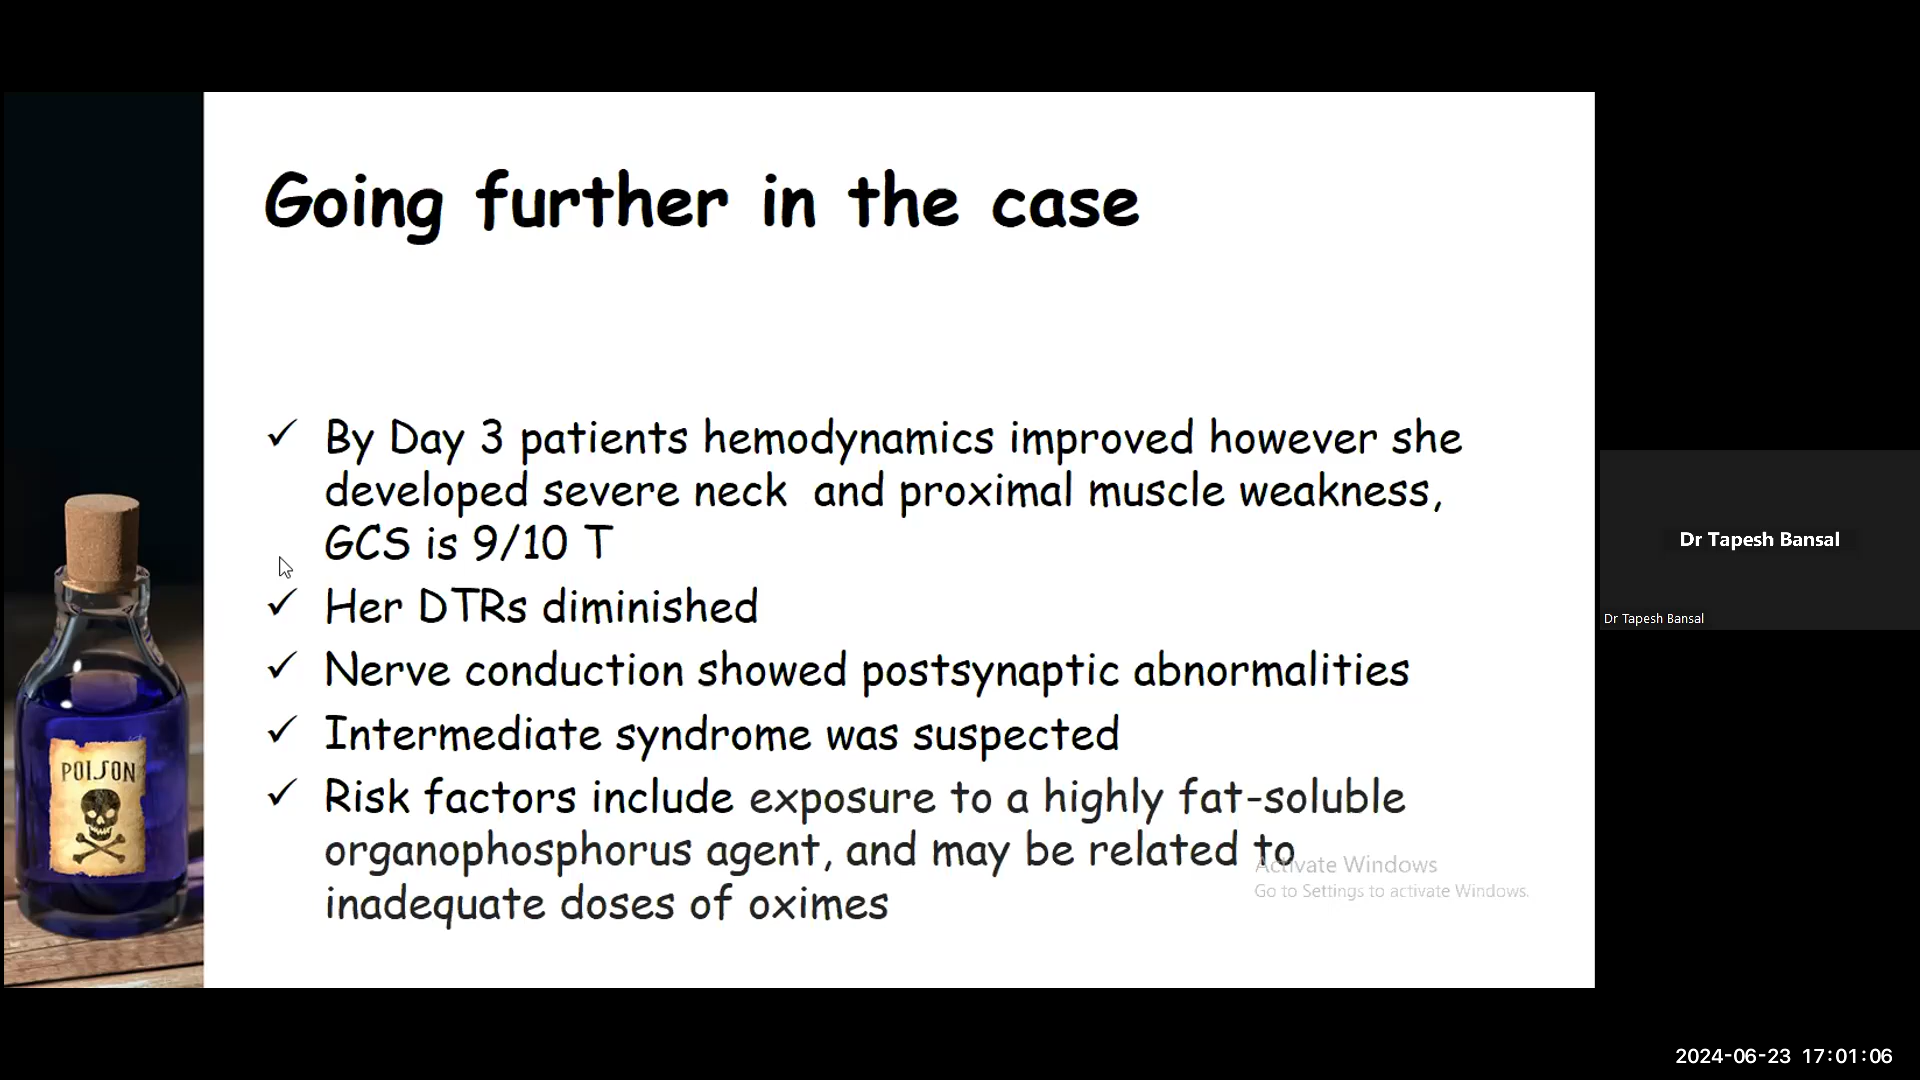 Going further in the case
✓ By Day 3 patients hemodynamics improved however she
developed severe neck and proximal muscle weakness,
GCS is 9/10 T
✓ Her DTRs diminished
✓ Nerve conduction showed postsynaptic abnormalities
✓ Intermediate syndrome was suspected
✓ Risk factors include exposure to a highly fat-soluble
organophosphorus agent, and may be related to
inadequate doses of oximes
POISON
Activate Windows
Go to Settings to activate Windows.
Dr Tapesh Bansal
Dr Tapesh Bansal
2024-06-23 17:01:06